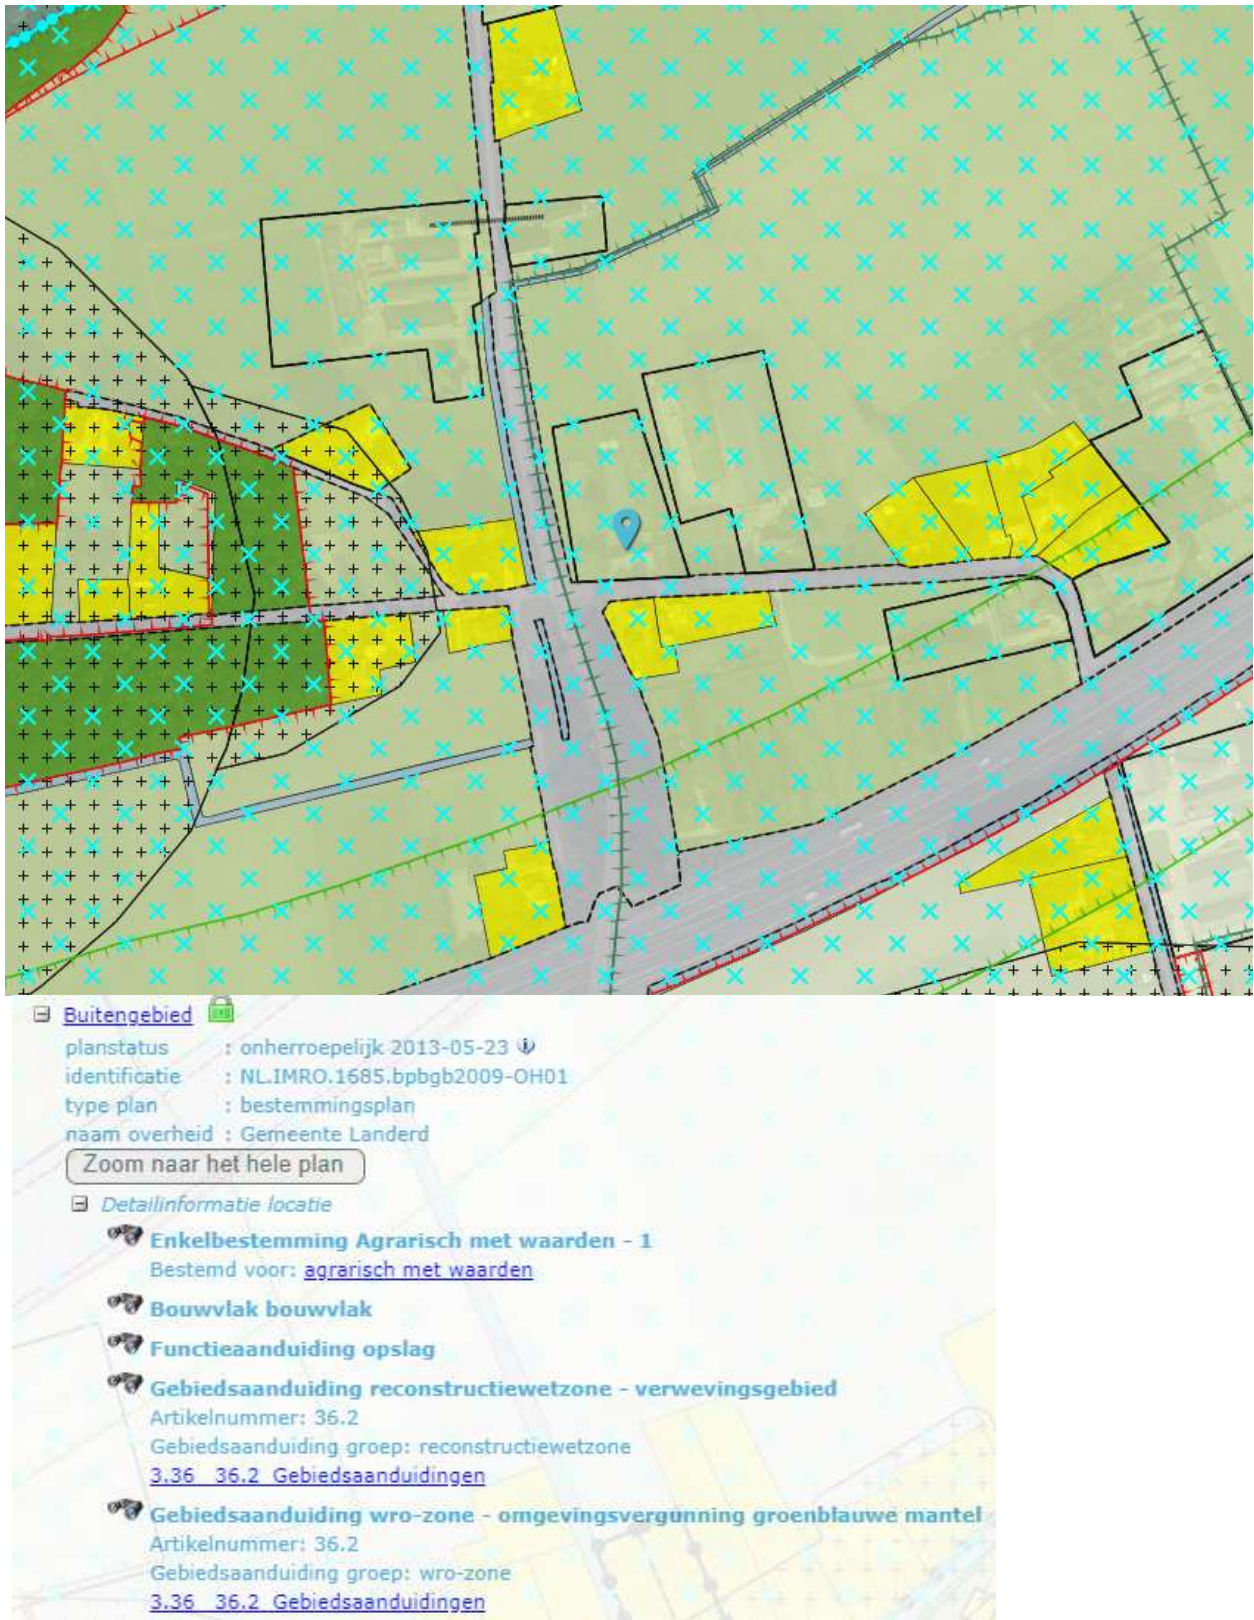 Buitengebied
planstatus : onherroepelijk 2013-05-23
identificatie : NL.IMRO.1685.bpbgb2009-OH01
type plan : bestemmingsplan
naam overheid : Gemeente Landerd
Zoom naar het hele plan
Detailinformatie locatie
Enkelbestemming Agrarisch met waarden - 1
Bestemd voor: agrarisch met waarden
Bouwvlak bouwvlak
Functieaanduiding opslag
Gebiedsaanduiding reconstructiewetzone - verwevingsgebied
Artikelnummer: 36.2
Gebiedsaanduiding groep: reconstructiewetzone
3.36 36.2 Gebiedsaanduidingen
Gebiedsaanduiding wro-zone - omgevingsvergunning groenblauwe mantel
Artikelnummer: 36.2
Gebiedsaanduiding groep: wro-zone
3.36 36.2 Gebiedsaanduidingen